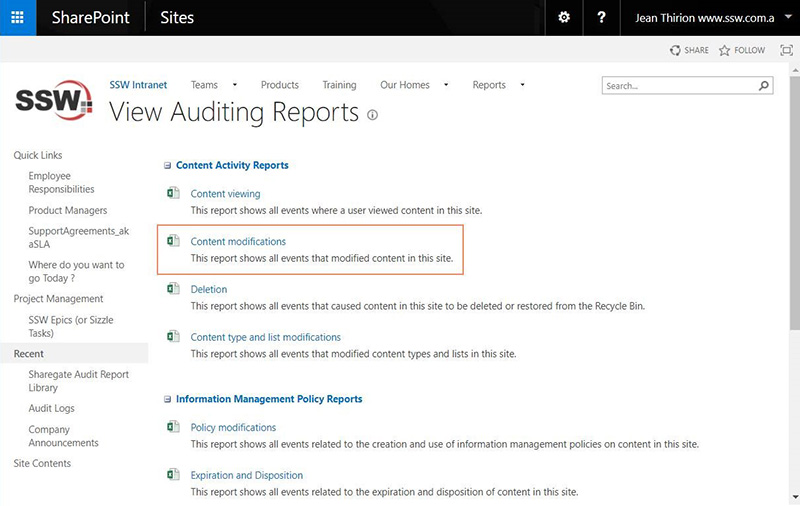 SharePoint Sites ? Jean Thirion www.ssw.com.a
SHARE FOLLOW
SSW
SSW Intranet Teams Products Training Our Homes Reports
Search...
View Auditing Reports
Quick Links
Employee
Responsibilities
Product Managers
SupportAgreements_ak
aSLA
Where do you want to
go Today ?
Project Management
SSW Epics (or Sizzle
Tasks)
Recent
Sharegate Audit Report
Library
Audit Logs
Company
Announcements
Site Contents
Content Activity Reports
Content viewing
This report shows all events where a user viewed content in this site.
Content modifications
This report shows all events that modified content in this site.
Deletion
This report shows all events that caused content in this site to be deleted or restored from the Recycle Bin.
Content type and list modifications
This report shows all events that modified content types and lists in this site.
Information Management Policy Reports
Policy modifications
This report shows all events related to the creation and use of information management policies on content in this site.
Expiration and Disposition
This report shows all events related to the expiration and disposition of content in this site.